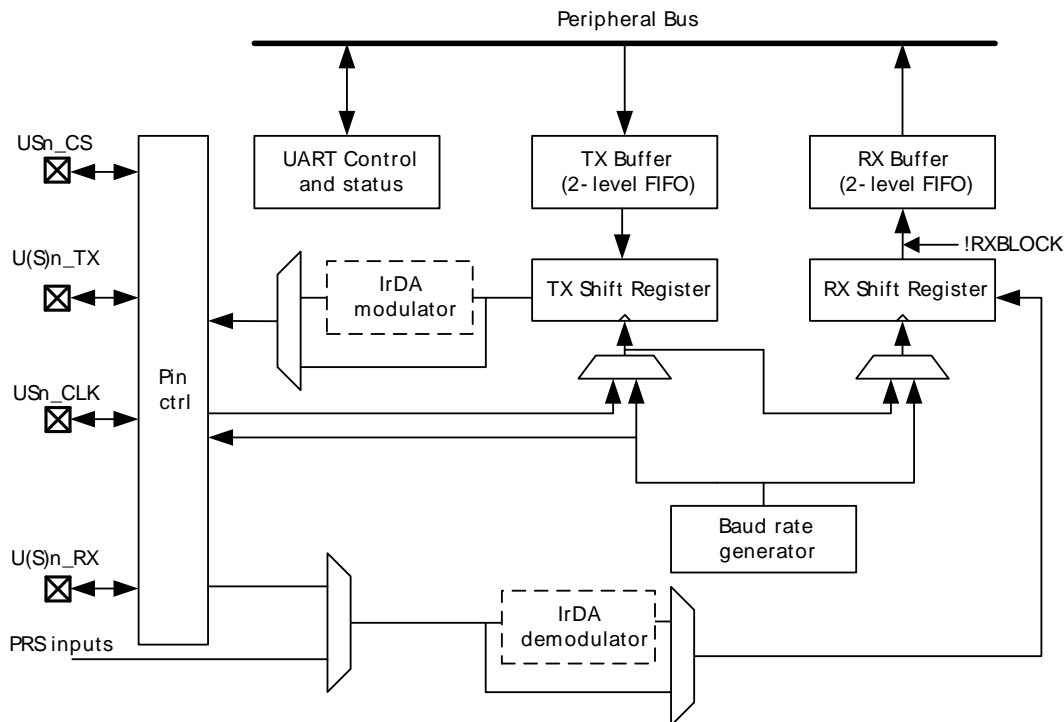 Peripheral Bus
USn_CS
UART Control
and status
TX Buffer
(2- level FIFO)
RX Buffer
(2- level FIFO)
!RXBLOCK
U(S)n_TX
IrDA
modulator
TX Shift Register
RX Shift Register
Pin
ctrl
USn_CLK
Baud rate
generator
U(S)n_RX
IrDA
demodulator
PRS inputs